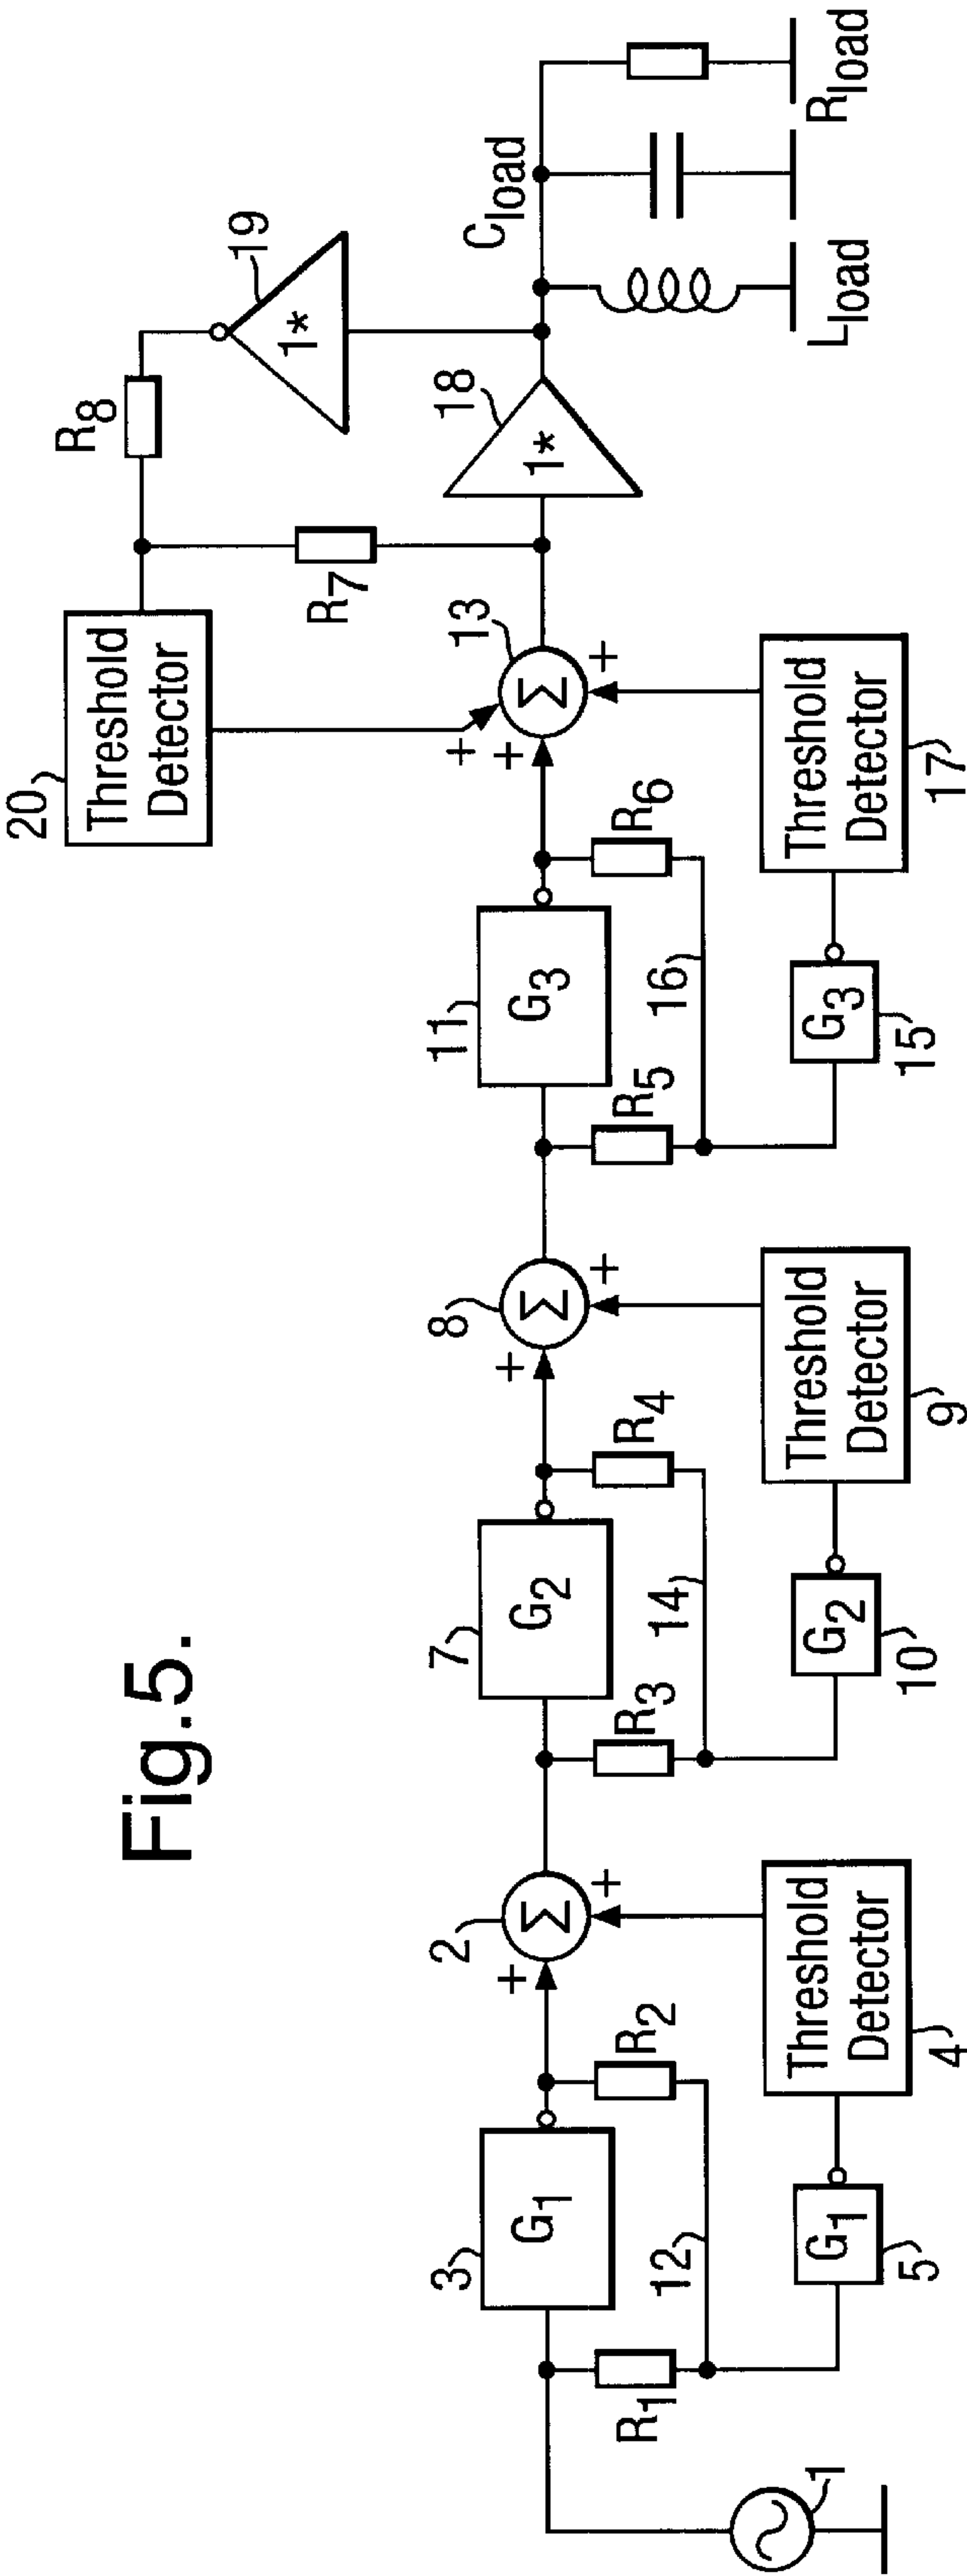 Fig.5.
1
R1
3
G1
12
R2
5
G1
4
Threshold
Detector
2
Σ
+
+
R3
7
G2
14
R4
10
G2
9
Threshold
Detector
8
Σ
+
+
R5
11
G3
16
R6
15
G3
17
Threshold
Detector
13
Σ
+
+
+
20
Threshold
Detector
R7
R8
18
1*
19
1*
Cload
Lload
Rload